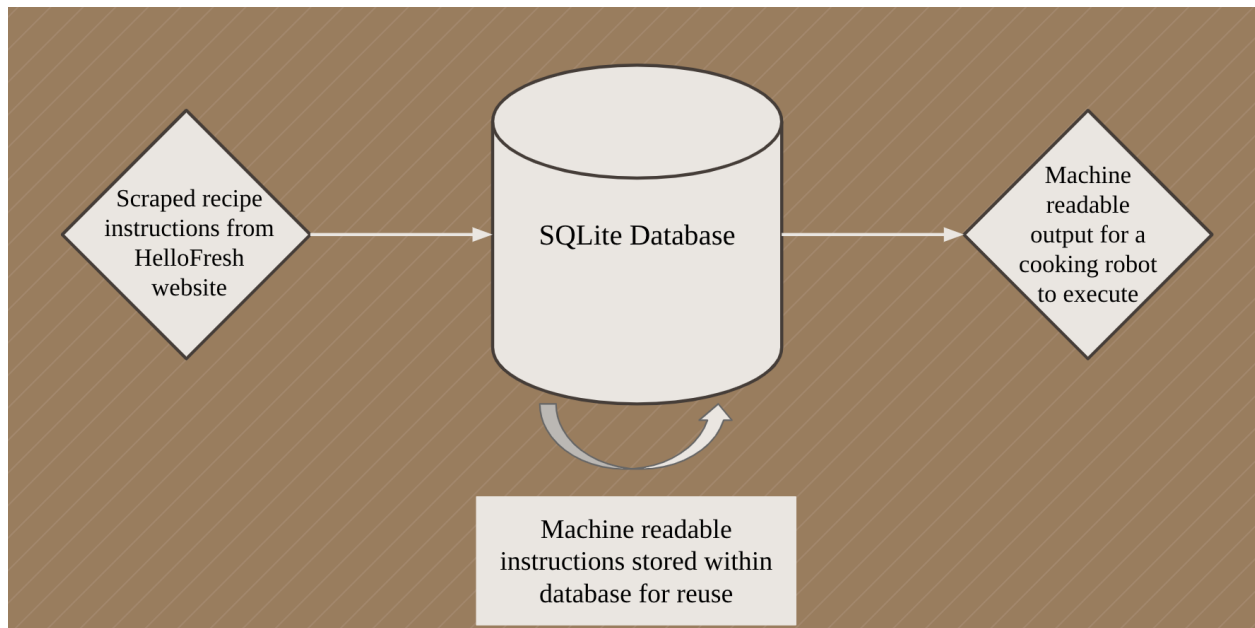 Scraped recipe
instructions from
HelloFresh
website
SQLite Database
Machine
readable
output for a
cooking robot
to execute
Machine readable
instructions stored within
database for reuse